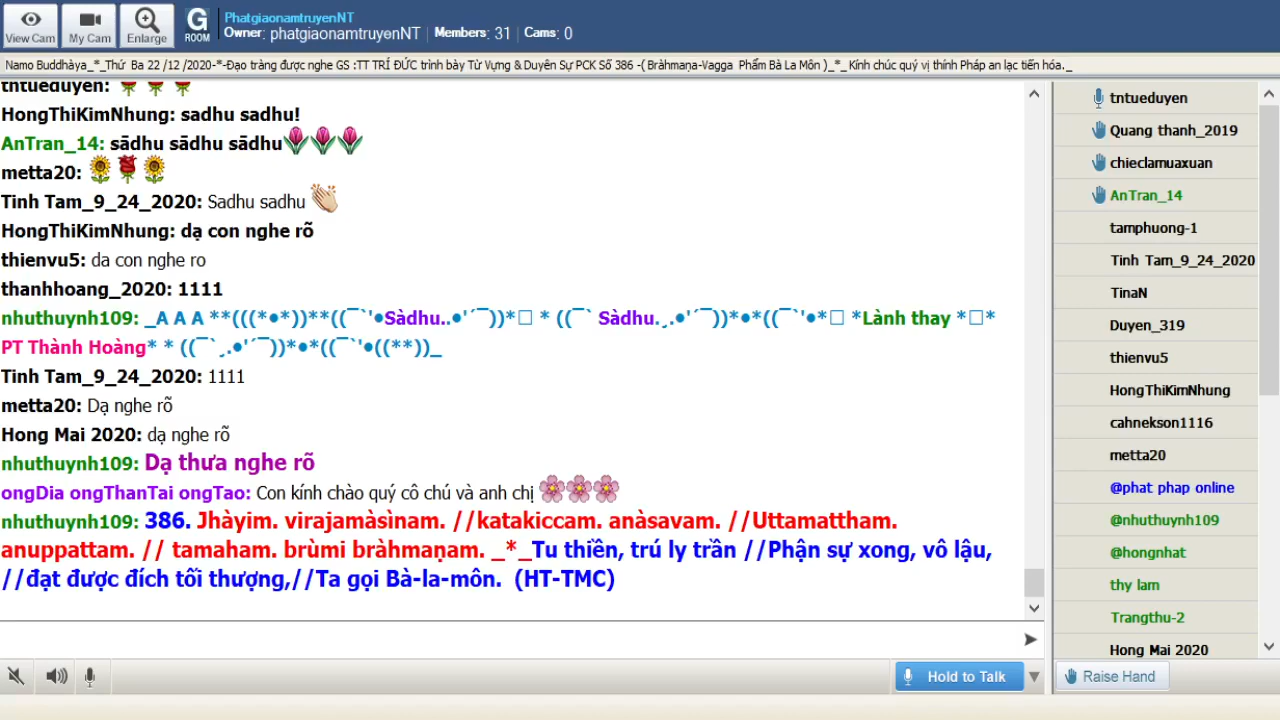 View Cam
My Cam
Enlarge
G
ROOM
PhatgiaonamtruyenNT
Owner: phatgiaonamtruyenNT | Members: 31 | Cams: 0
Namo Buddhàya_*_Thứ Ba 22 /12 /2020-*-Đạo tràng được nghe GS :TT TRÍ ĐỨC trình bày Từ Vựng & Duyên Sự PCK Số 386 -( Bràhmaṇa-Vagga Phẩm Bà La Môn )_*_ Kính chúc quý vị thính Pháp an lạc tiến hóa._
tntueduyen:
HongThiKimNhung: sadhu sadhu!
AnTran_14: sādhu sādhu sādhu
metta20:
Tinh Tam_9_24_2020: Sadhu sadhu
HongThiKimNhung: dạ con nghe rõ
thienvu5: da con nghe ro
thanhhoang_2020: 1111
nhuthuynh109: _A A A **(((*•*))**((¯`'•Sàdhu..•'´¯))*□ * ((¯` Sàdhu.¸.•'´¯))*•*((¯`'•*□ *Lành thay *□*
PT Thành Hoàng* * ((¯`¸.•'´¯))*•*((¯`'•((**))_
Tinh Tam_9_24_2020: 1111
metta20: Dạ nghe rõ
Hong Mai 2020: dạ nghe rõ
nhuthuynh109: Dạ thưa nghe rõ
ongDia ongThanTai ongTao: Con kính chào quý cô chú và anh chị
nhuthuynh109: 386. Jhàyim. virajamàsìnam. //katakiccam. anàsavam. //Uttamattham.
anuppattam. // tamaham. brùmi bràhmaṇam. _*_Tu thiền, trú ly trần //Phận sự xong, vô lậu,
//đạt được đích tối thượng,//Ta gọi Bà-la-môn. (HT-TMC)
Hold to Talk
tntueduyen
Quang thanh_2019
chieclamuaxuan
AnTran_14
tamphuong-1
Tinh Tam_9_24_2020
TinaN
Duyen_319
thienvu5
HongThiKimNhung
cahnekson1116
metta20
@phat phap online
@nhuthuynh109
@hongnhat
thy lam
Trangthu-2
Hong Mai 2020
Raise Hand